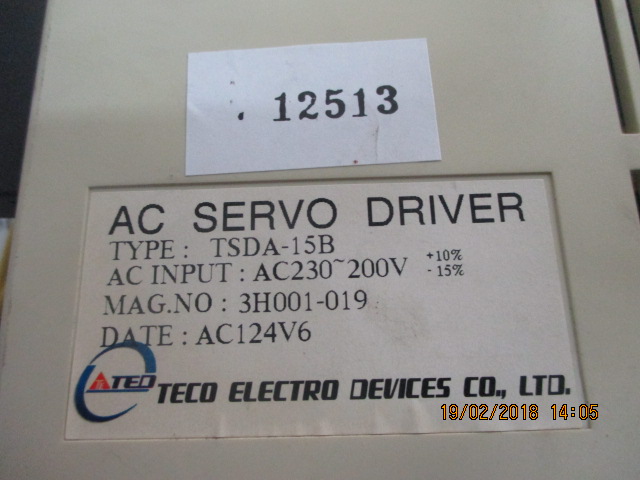 . 12513
AC SERVO DRIVER
TYPE : TSDA-15B
AC INPUT : AC230~200V +10% -15%
MAG.NO : 3H001-019
DATE : AC124V6
TED TECO ELECTRO DEVICES CO., LTD.
19/02/2018 14:05